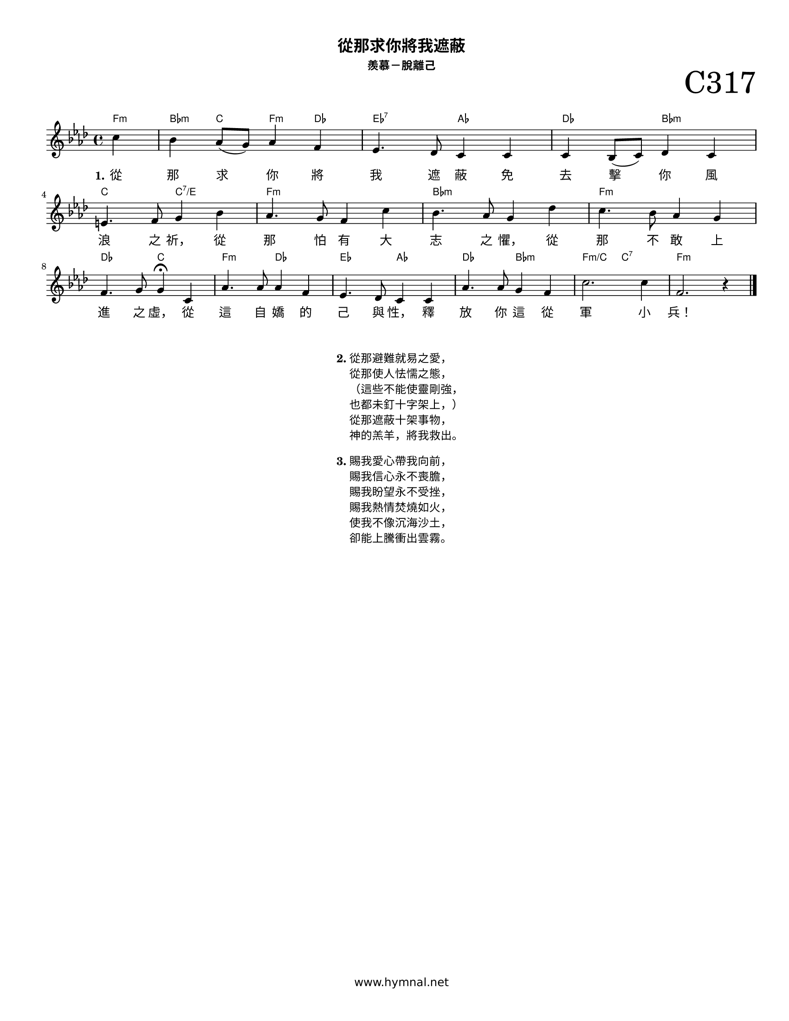 從那求你將我遮蔽
羨慕－脫離己
C317
Fm B♭m C Fm D♭ E♭7 A♭ D♭ B♭m
1. 從 那 求 你 將 我 遮 蔽 免 去 擊 你 風
4
C C7/E Fm B♭m Fm
浪 之 祈， 從 那 怕 有 大 志 之 懼， 從 那 不 敢 上
8
D♭ C Fm D♭ E♭ A♭ D♭ B♭m Fm/C C7 Fm
進 之 虛， 從 這 自 嬌 的 己 與 性， 釋 放 你 這 從 軍 小 兵！
2. 從那避難就易之愛，
從那使人怯懦之態，
（這些不能使靈剛強，
也都未釘十字架上，）
從那遮蔽十架事物，
神的羔羊，將我救出。
3. 賜我愛心帶我向前，
賜我信心永不喪膽，
賜我盼望永不受挫，
賜我熱情焚燒如火，
使我不像沉海沙土，
卻能上騰衝出雲霧。
www.hymnal.net